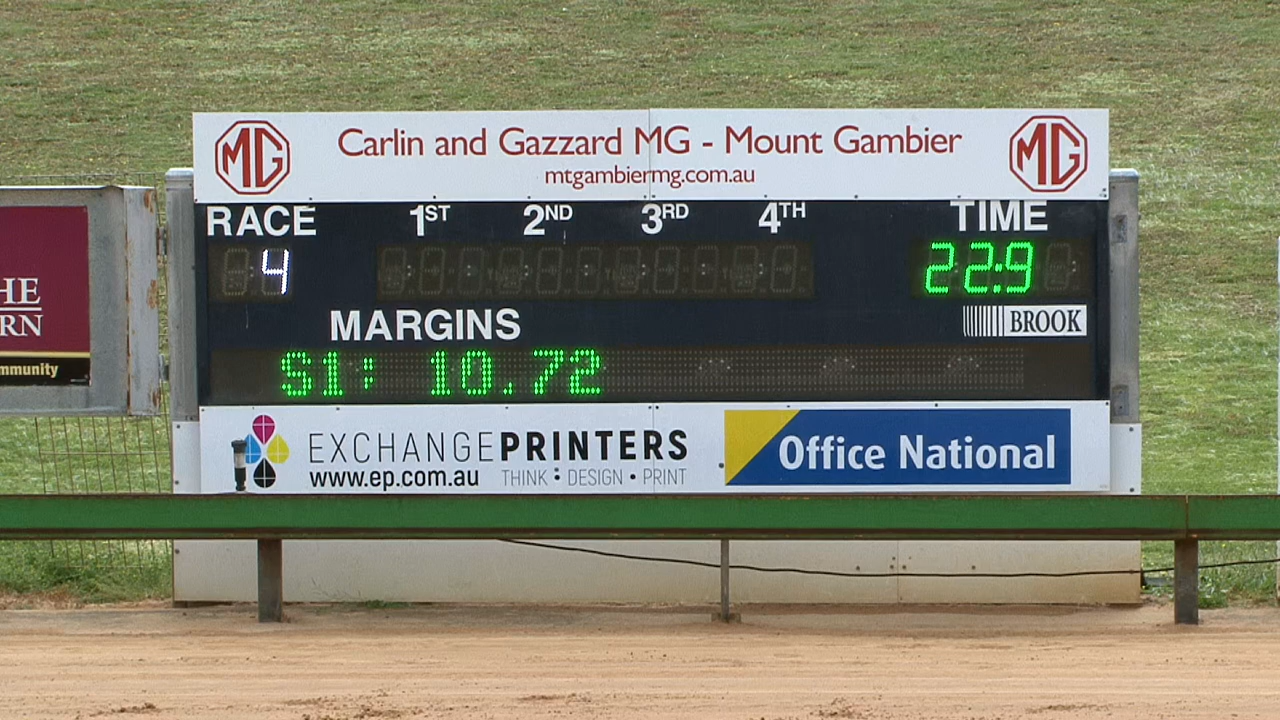 MG Carlin and Gazzard MG - Mount Gambier MG
mtgambiermg.com.au
RACE 1ST 2ND 3RD 4TH TIME
4 22:9
MARGINS BROOK
S1: 10.72
HE
RN
mmunity
EXCHANGEPRINTERS
www.ep.com.au THINK : DESIGN • PRINT
Office National